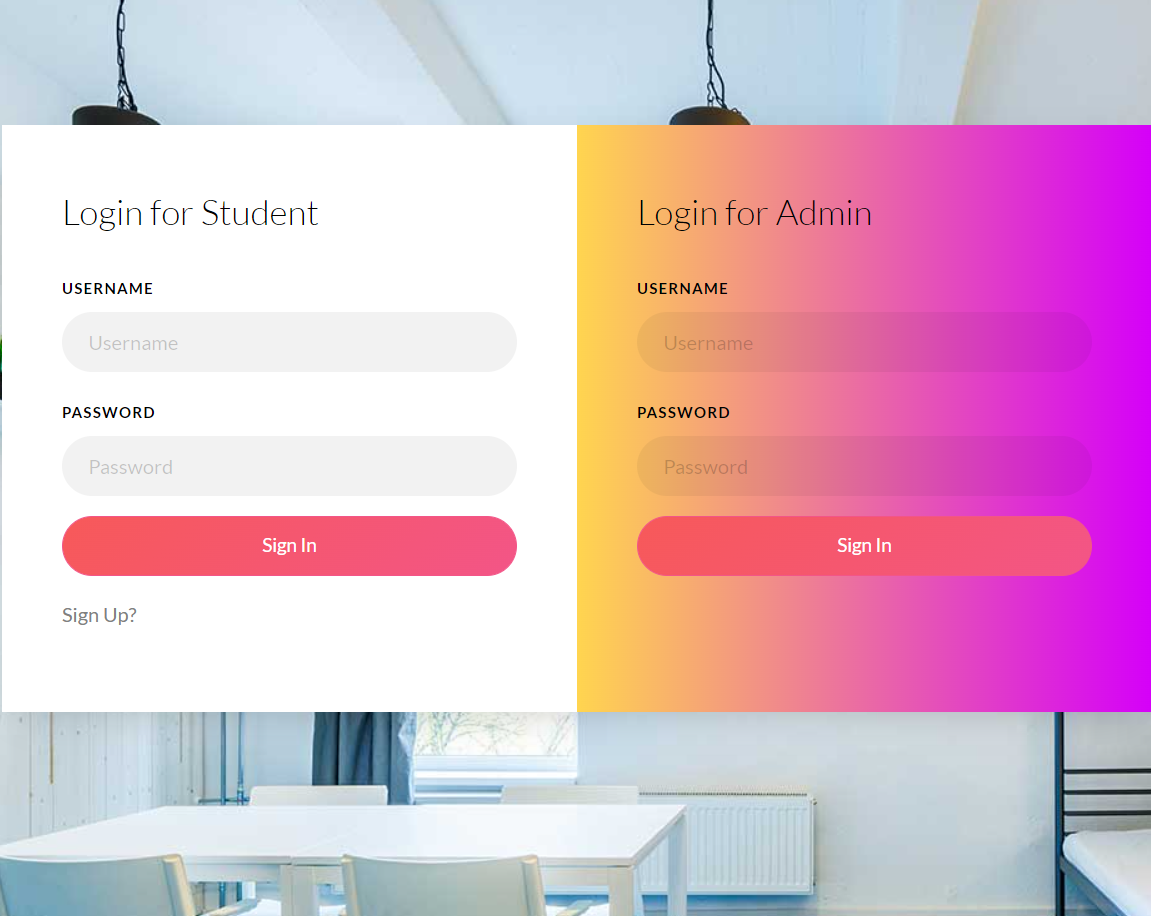 Login for Student
USERNAME
Username
PASSWORD
Password
Sign In
Sign Up?
Login for Admin
USERNAME
Username
PASSWORD
Password
Sign In